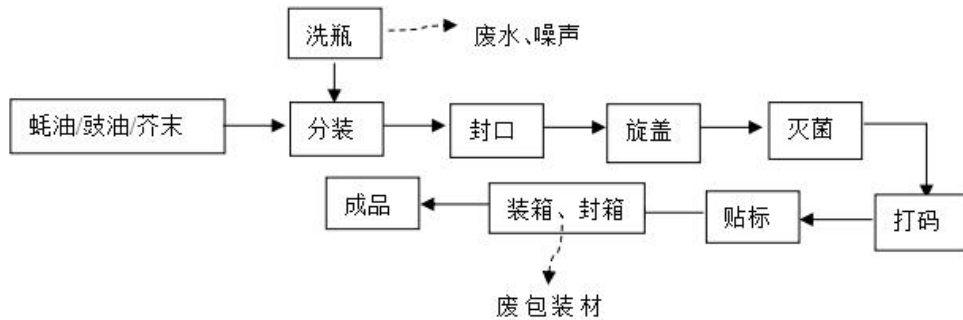 洗瓶
废水、噪声
蚝油/豉油/芥末
分装
封口
旋盖
灭菌
成品
装箱、封箱
贴标
打码
废包装材